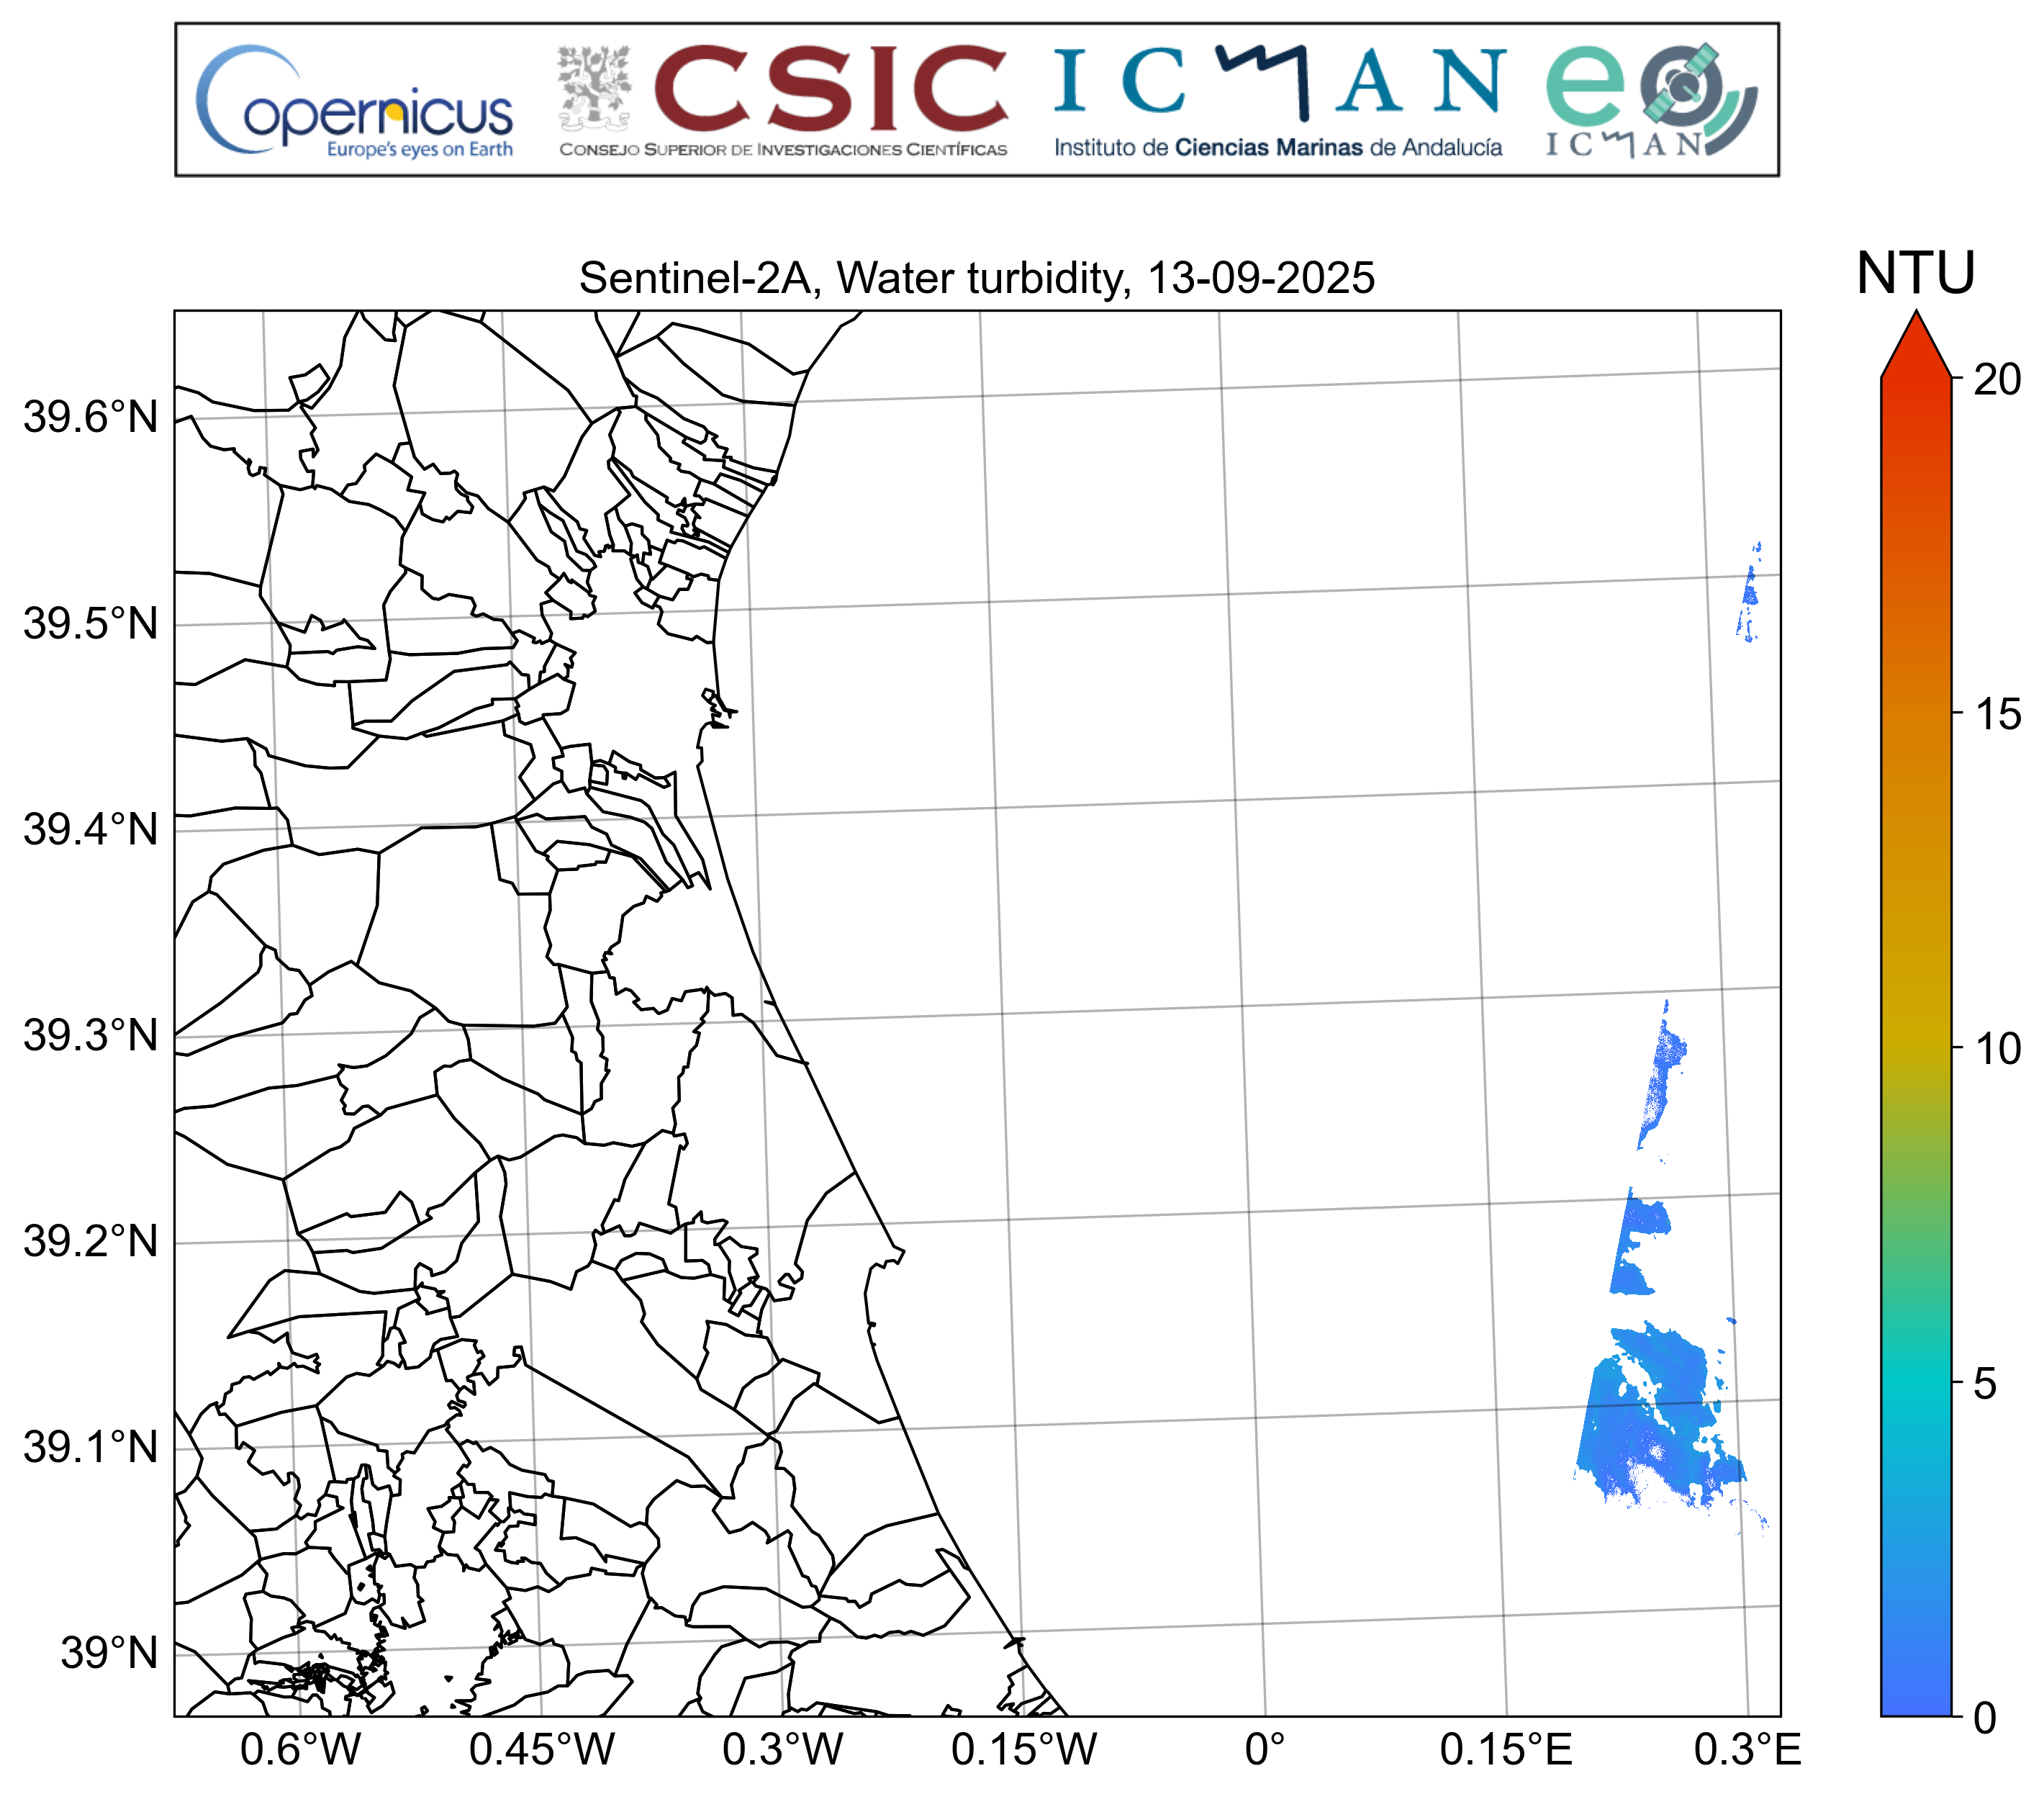 Copernicus
Europe's eyes on Earth
CSIC
CONSEJO SUPERIOR DE INVESTIGACIONES CIENTÍFICAS
ICMAN
Instituto de Ciencias Marinas de Andalucía
eo
ICMAN
Sentinel-2A, Water turbidity, 13-09-2025
NTU
39.6°N
39.5°N
39.4°N
39.3°N
39.2°N
39.1°N
39°N
0.6°W
0.45°W
0.3°W
0.15°W
0°
0.15°E
0.3°E
20
15
10
5
0